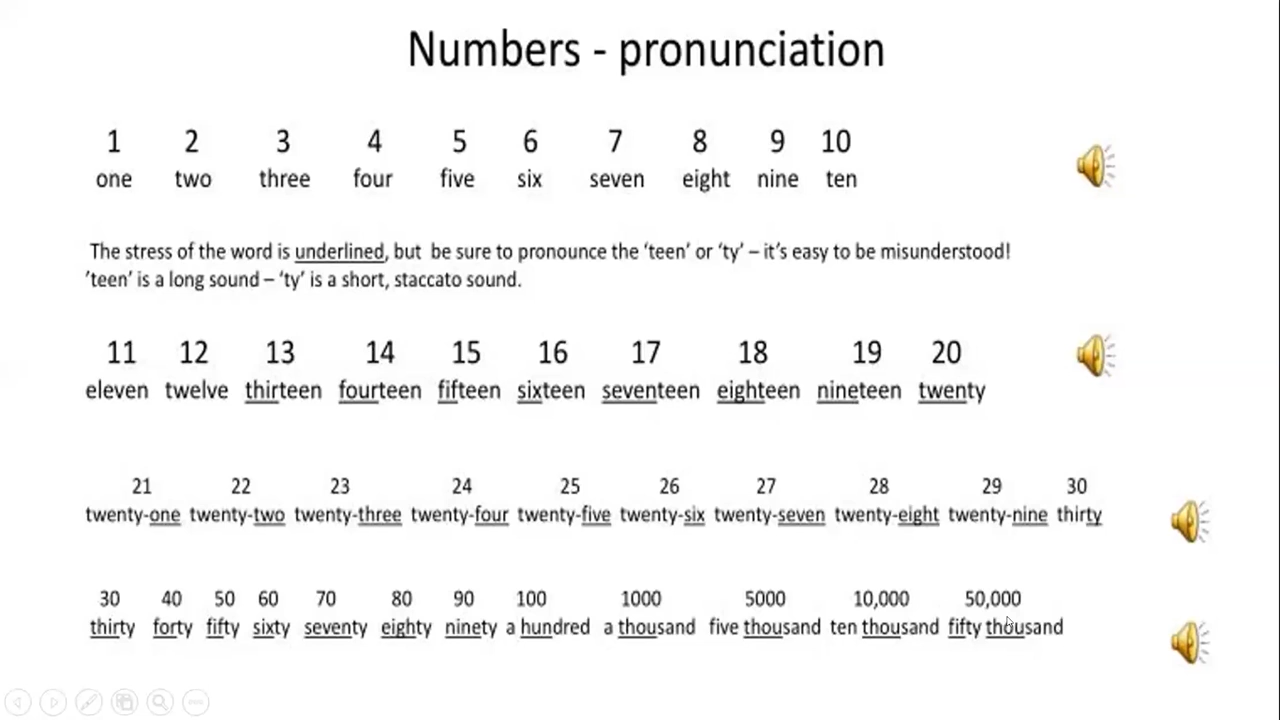 Numbers - pronunciation
1 2 3 4 5 6 7 8 9 10
one two three four five six seven eight nine ten
The stress of the word is underlined, but be sure to pronounce the ‘teen’ or ‘ty’ – it’s easy to be misunderstood!
’teen’ is a long sound – ‘ty’ is a short, staccato sound.
11 12 13 14 15 16 17 18 19 20
eleven twelve thirteen fourteen fifteen sixteen seventeen eighteen nineteen twenty
21 22 23 24 25 26 27 28 29 30
twenty-one twenty-two twenty-three twenty-four twenty-five twenty-six twenty-seven twenty-eight twenty-nine thirty
30 40 50 60 70 80 90 100 1000 5000 10,000 50,000
thirty forty fifty sixty seventy eighty ninety a hundred a thousand five thousand ten thousand fifty thousand